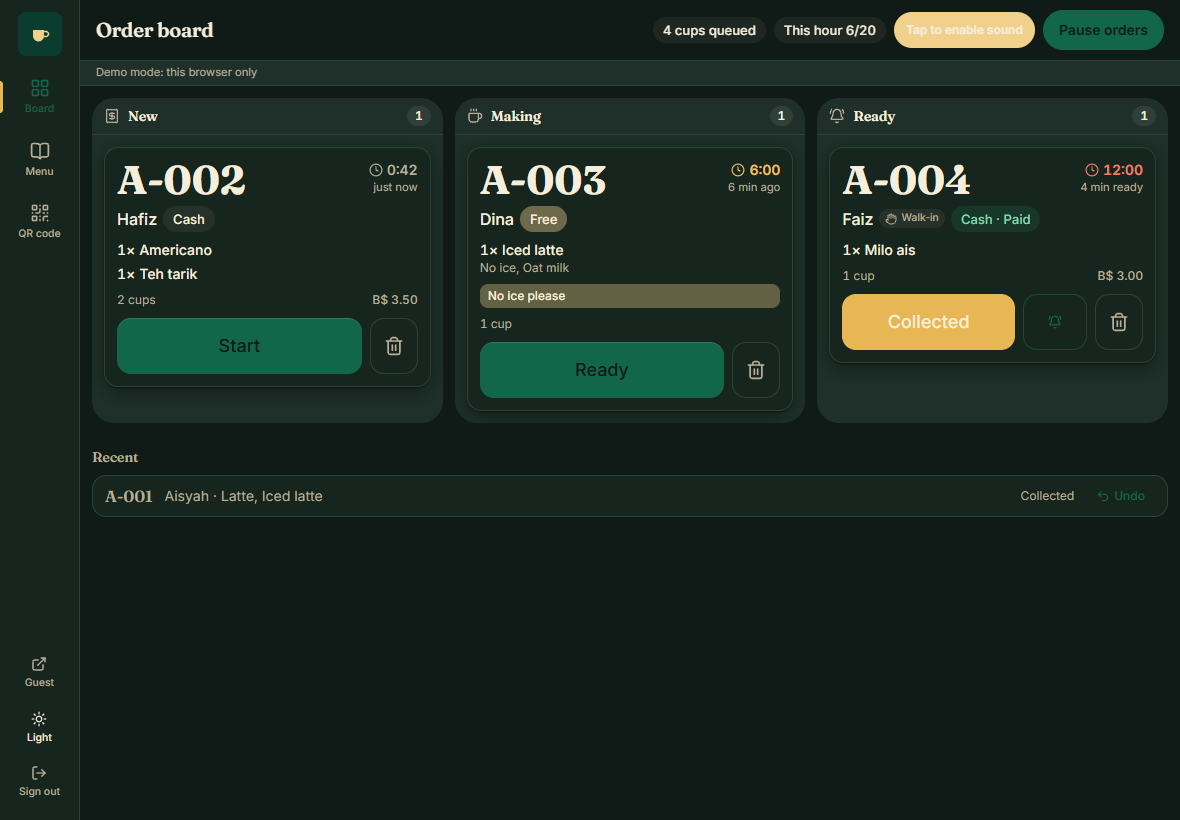 Order board
4 cups queued
This hour 6/20
Tap to enable sound
Pause orders
Demo mode: this browser only
Board
Menu
QR code
Guest
Light
Sign out
New
1
A-002
0:42
just now
Hafiz
Cash
1× Americano
1× Teh tarik
2 cups
B$ 3.50
Start
Making
1
A-003
6:00
6 min ago
Dina
Free
1× Iced latte
No ice, Oat milk
No ice please
1 cup
Ready
Ready
1
A-004
12:00
4 min ready
Faiz
Walk-in
Cash · Paid
1× Milo ais
1 cup
B$ 3.00
Collected
Recent
A-001 Aisyah · Latte, Iced latte
Collected
Undo